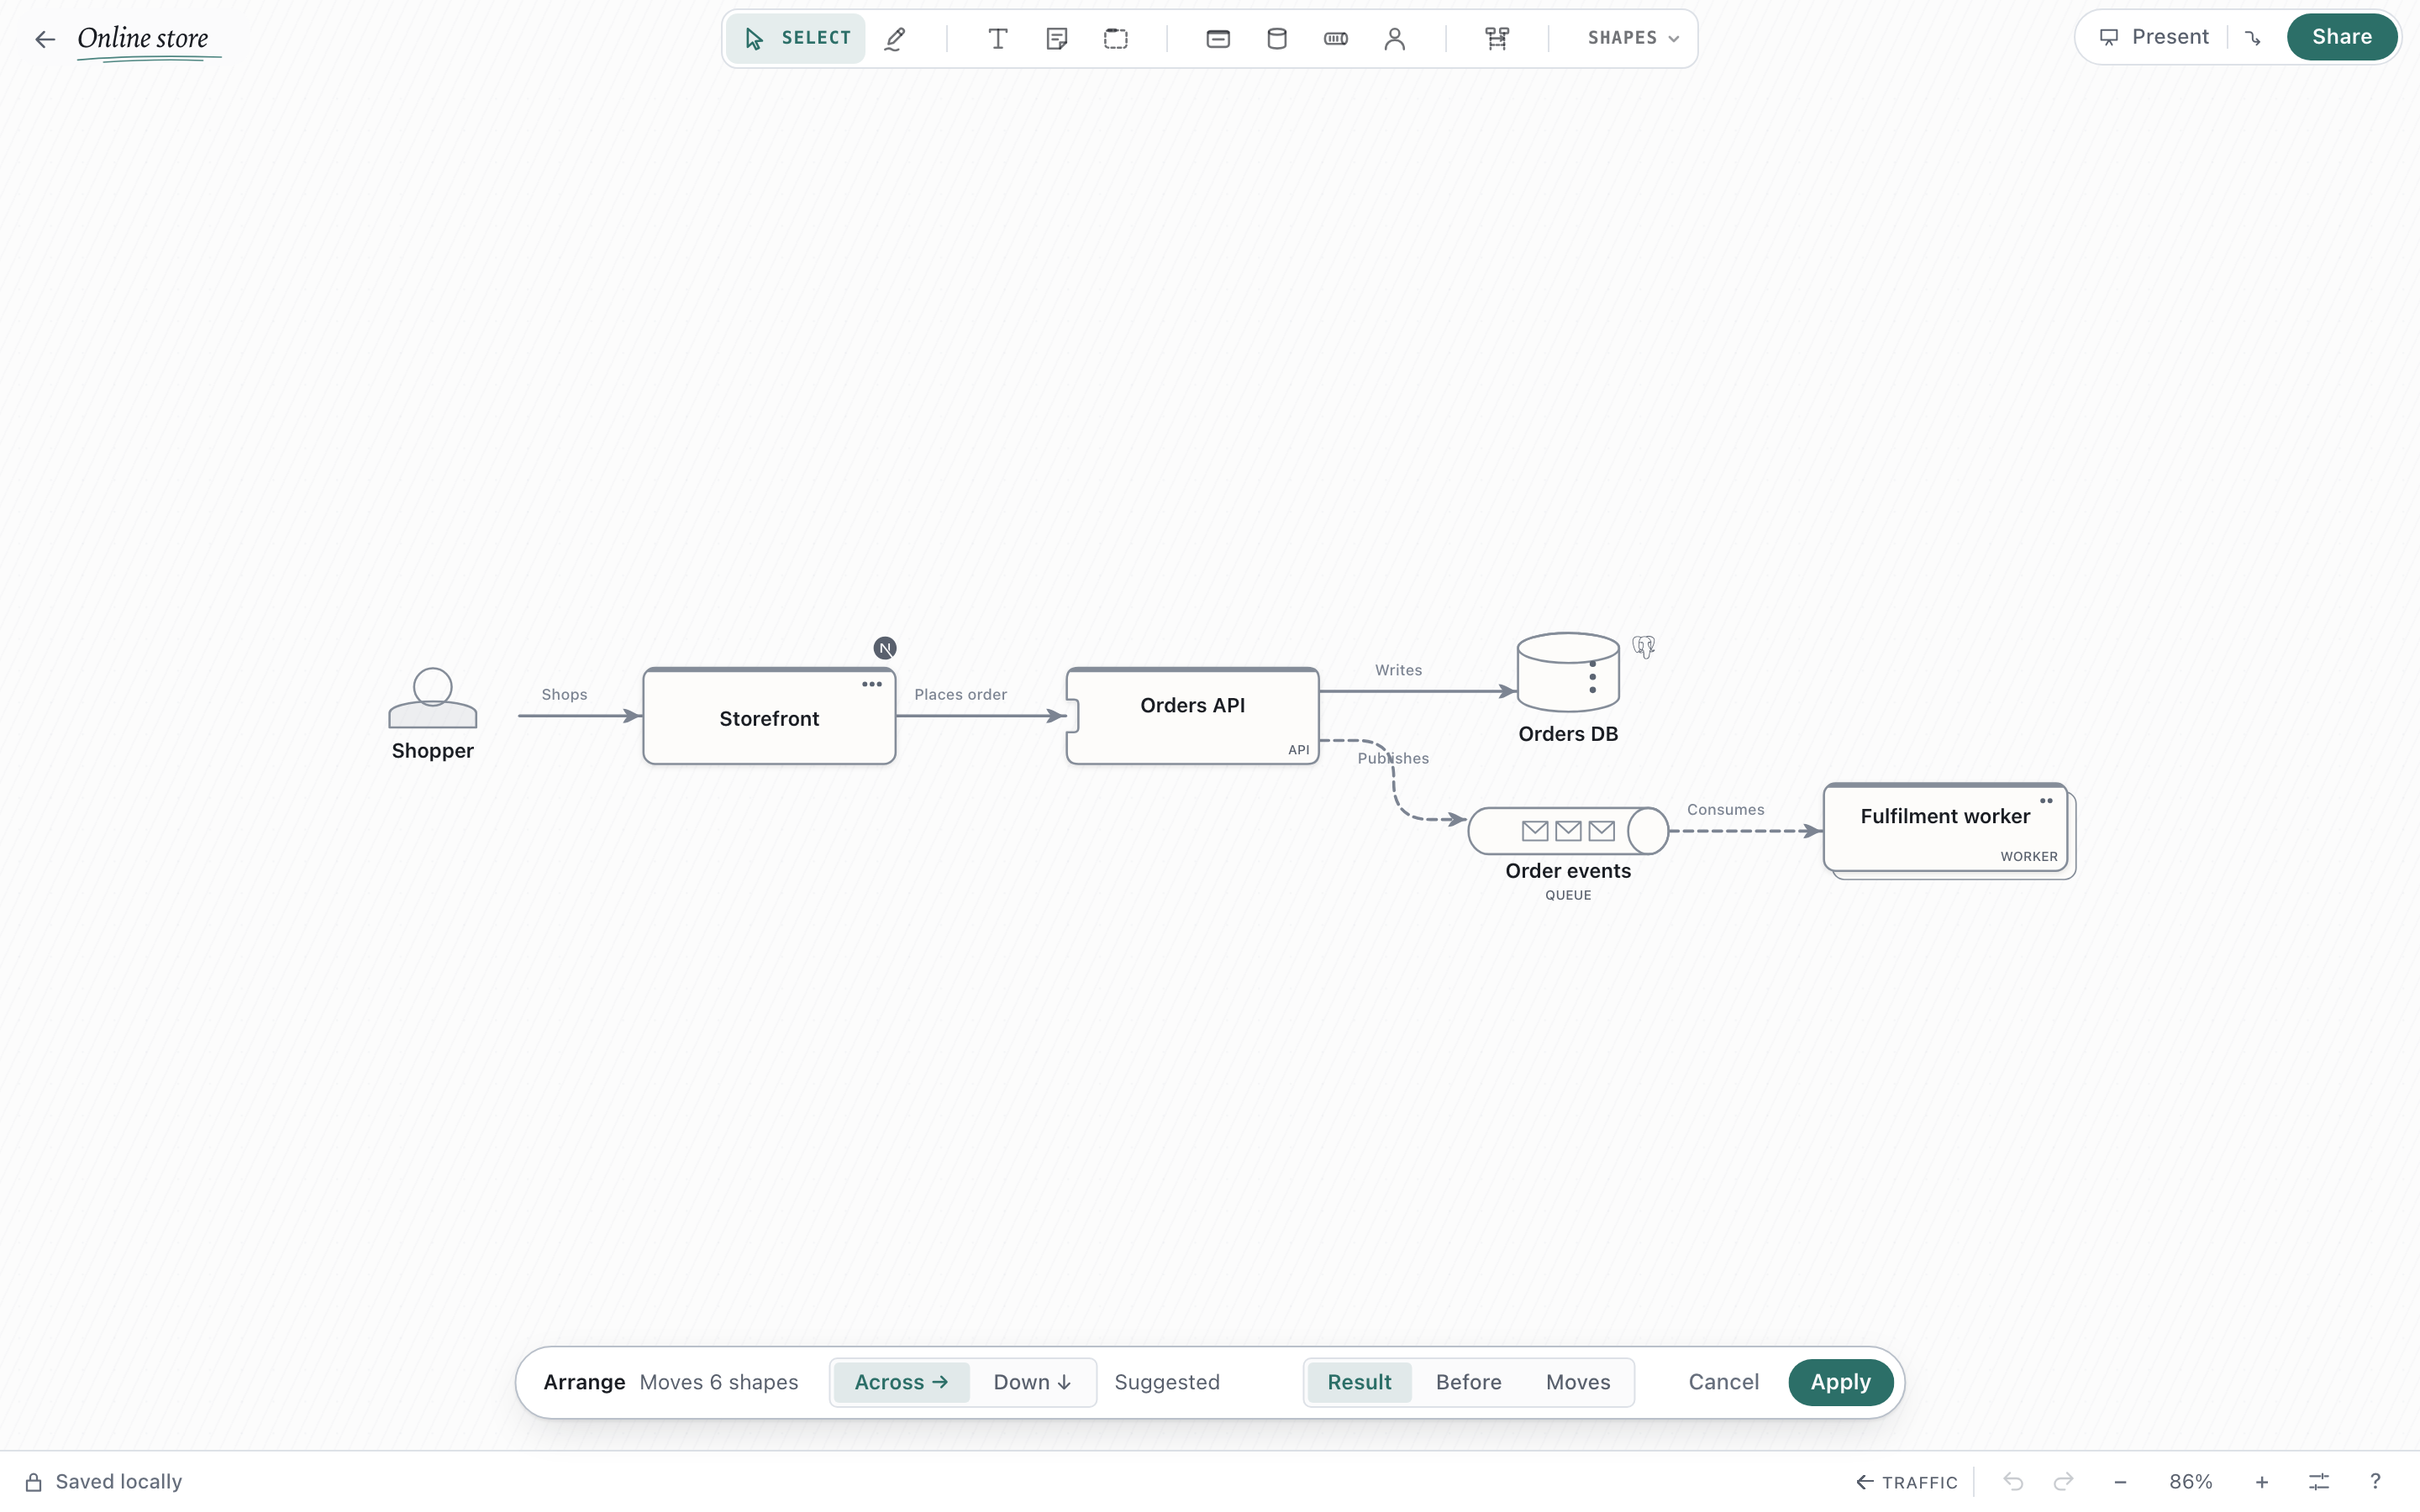 Online store
SELECT
SHAPES
Present
Share
N
Shops
Places order
Writes
Storefront
Orders API
API
Shopper
Orders DB
Publishes
Consumes
Fulfilment worker
WORKER
Order events
QUEUE
Arrange Moves 6 shapes Across → Down ↓ Suggested Result Before Moves Cancel Apply
Saved locally
← TRAFFIC − 86% + ?